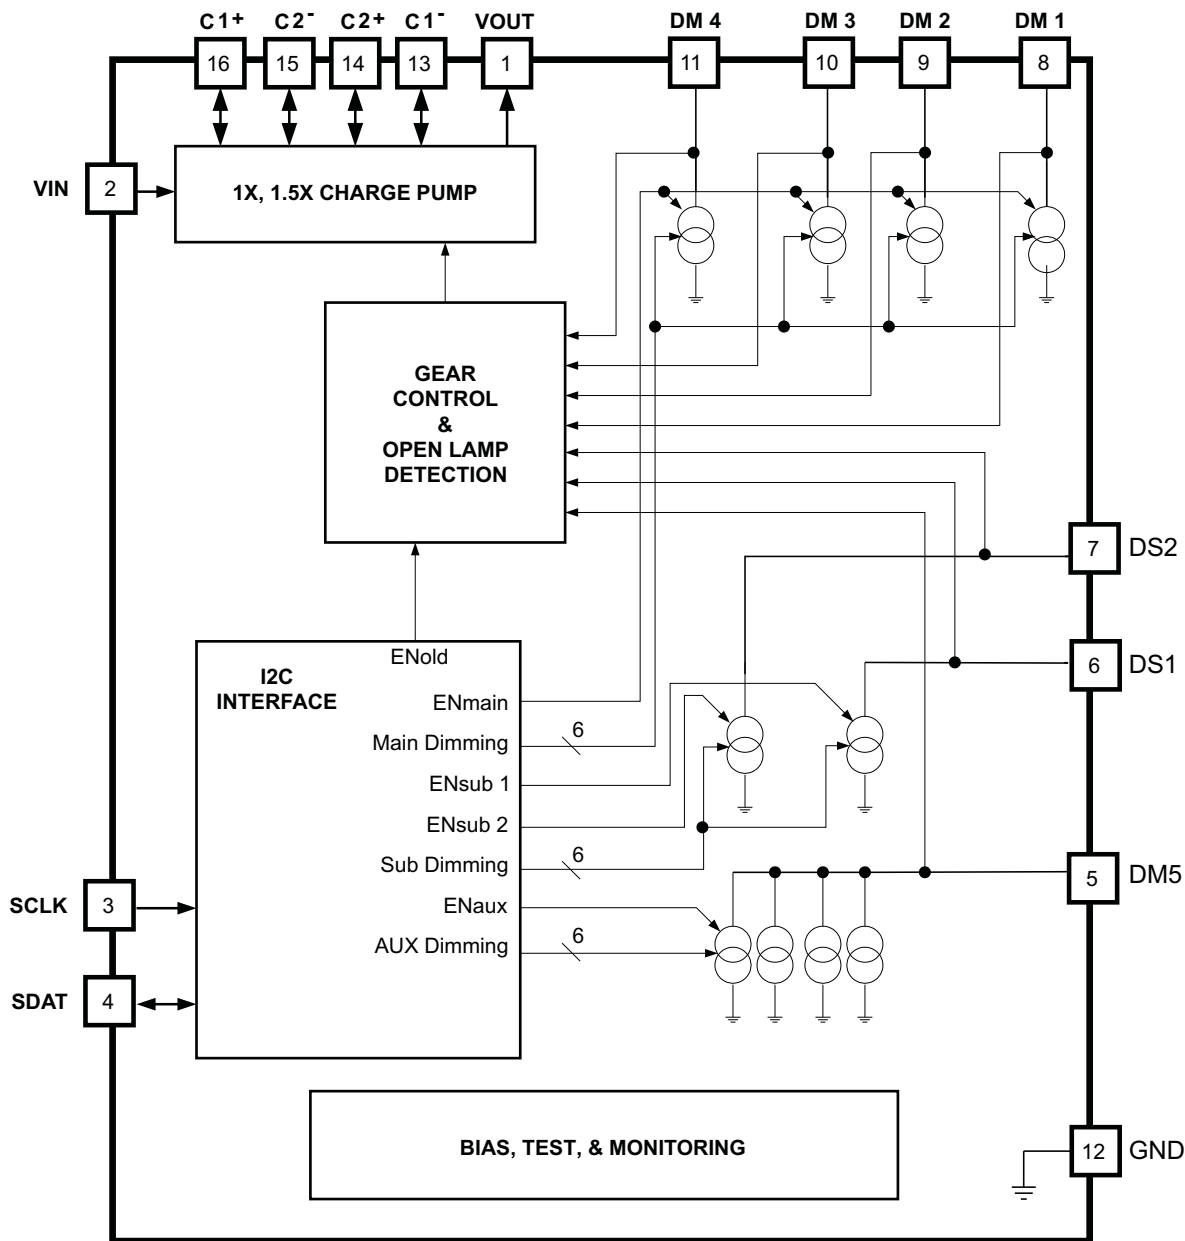 C1+ C2- C2+ C1- VOUT DM 4 DM 3 DM 2 DM 1
16 15 14 13 1 11 10 9 8
VIN 2
1X, 1.5X CHARGE PUMP
GEAR
CONTROL
&
OPEN LAMP
DETECTION
7 DS2
6 DS1
ENold
I2C
INTERFACE
ENmain
Main Dimming 6
ENsub 1
ENsub 2
Sub Dimming 6
ENaux
AUX Dimming 6
5 DM5
SCLK 3
SDAT 4
BIAS, TEST, & MONITORING
12 GND